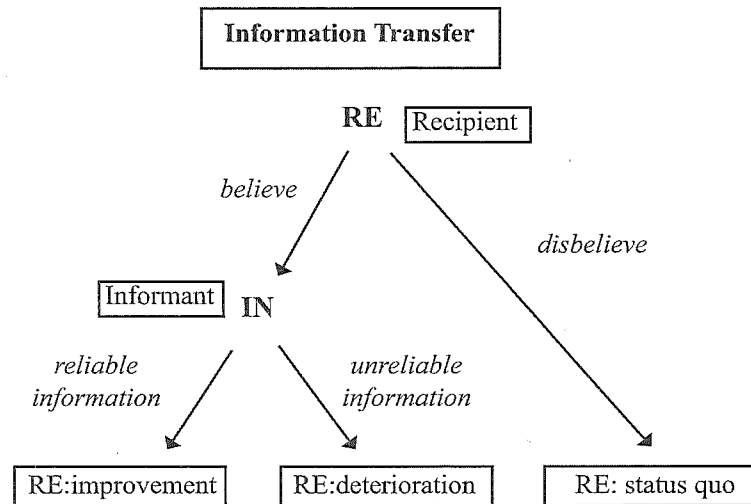 Information Transfer
RE
Recipient
believe
disbelieve
Informant
IN
reliable
information
unreliable
information
RE:improvement
RE:deterioration
RE: status quo